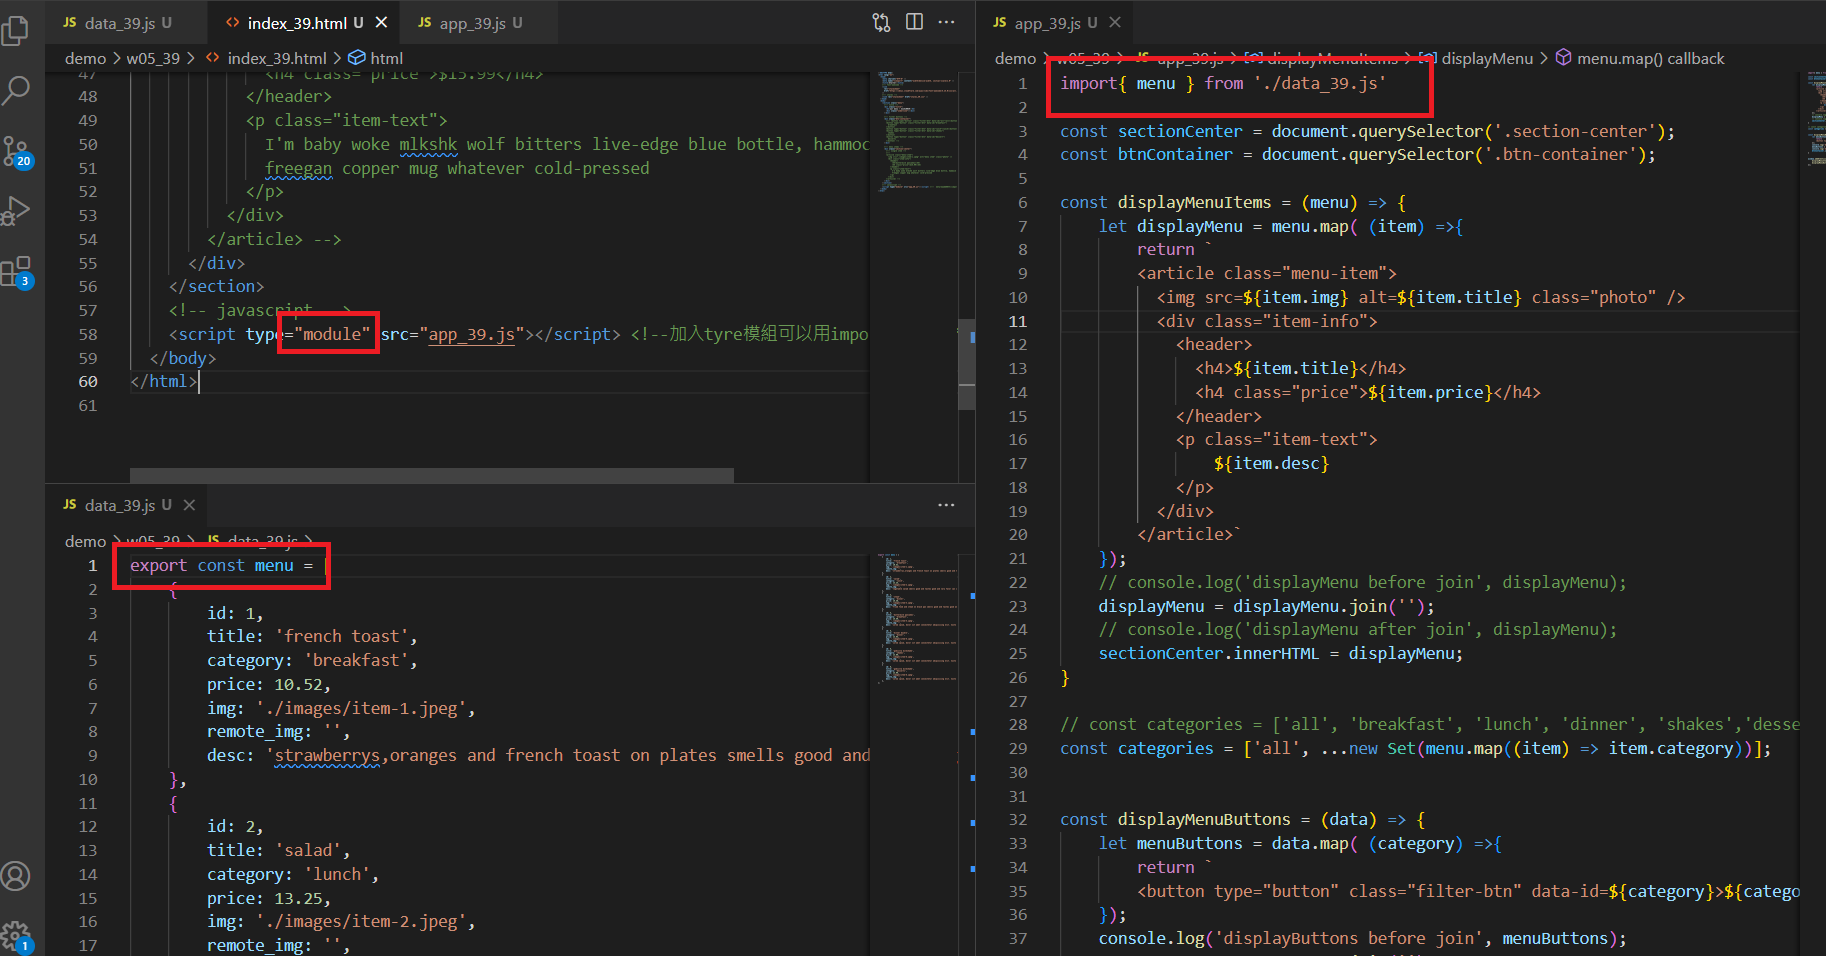 JS data_39.js U
index_39.html U
JS app_39.js U
demo > w05_39 > index_39.html > html
47 <h4 class="price">$15.99</h4>
48 </header>
49 <p class="item-text">
50 I'm baby woke mlkshk wolf bitters live-edge blue bottle, hammoc
51 freegan copper mug whatever cold-pressed
52 </p>
53 </div>
54 </article> -->
55 </div>
56 </section>
57 <!-- javascript -->
58 <script type="module" src="app_39.js"></script> <!--加入tyre模組可以用impo
59 </body>
60 </html>
61
20
3
1
JS data_39.js U
demo > w05_39 > JS data_39.js >
1 export const menu = [
2 {
3 id: 1,
4 title: 'french toast',
5 category: 'breakfast',
6 price: 10.52,
7 img: './images/item-1.jpeg',
8 remote_img: '',
9 desc: 'strawberrys,oranges and french toast on plates smells good and
10 },
11 {
12 id: 2,
13 title: 'salad',
14 category: 'lunch',
15 price: 13.25,
16 img: './images/item-2.jpeg',
17 remote_img: '',
JS app_39.js U
demo > w05_39 > JS app_39.js > displayMenuItems > displayMenu > menu.map() callback
1 import{ menu } from './data_39.js'
2
3 const sectionCenter = document.querySelector('.section-center');
4 const btnContainer = document.querySelector('.btn-container');
5
6 const displayMenuItems = (menu) => {
7 let displayMenu = menu.map( (item) =>{
8 return `
9 <article class="menu-item">
10 <img src=${item.img} alt=${item.title} class="photo" />
11 <div class="item-info">
12 <header>
13 <h4>${item.title}</h4>
14 <h4 class="price">${item.price}</h4>
15 </header>
16 <p class="item-text">
17 ${item.desc}
18 </p>
19 </div>
20 </article>`
21 });
22 // console.log('displayMenu before join', displayMenu);
23 displayMenu = displayMenu.join('');
24 // console.log('displayMenu after join', displayMenu);
25 sectionCenter.innerHTML = displayMenu;
26 }
27
28 // const categories = ['all', 'breakfast', 'lunch', 'dinner', 'shakes','desse
29 const categories = ['all', ...new Set(menu.map((item) => item.category))];
30
31
32 const displayMenuButtons = (data) => {
33 let menuButtons = data.map( (category) =>{
34 return `
35 <button type="button" class="filter-btn" data-id=${category}>${catego
36 });
37 console.log('displayButtons before join', menuButtons);